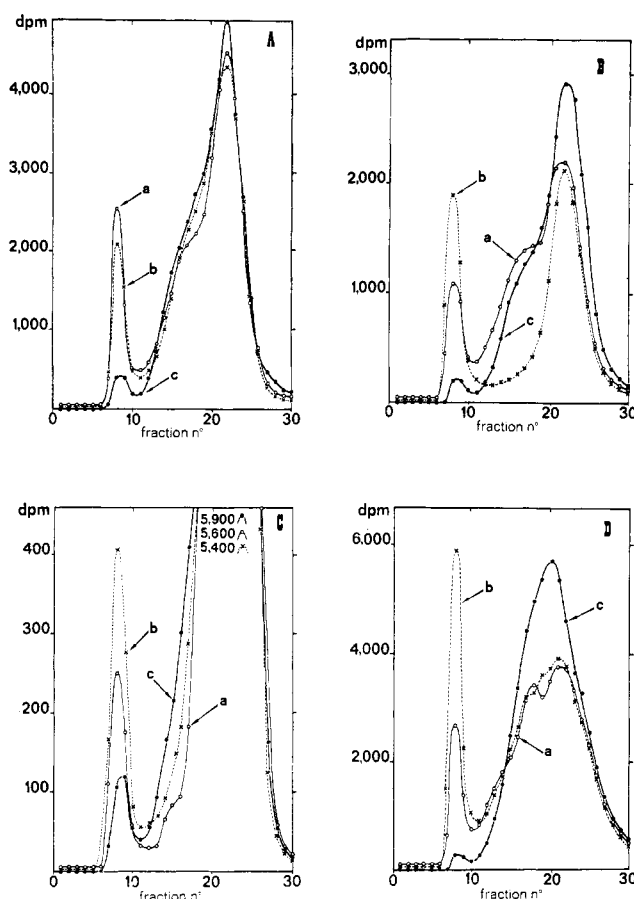 dpm
A
4,000
3,000
2,000
1,000
a
b
c
0
10
20
30
fraction n°
dpm
B
3,000
2,000
1,000
b
a
c
0
10
20
30
fraction n°
dpm
C
5,900
5,600
5,400
400
300
200
100
b
c
a
0
10
20
30
fraction n°
dpm
D
6,000
4,000
2,000
b
c
a
0
10
20
30
fraction n°